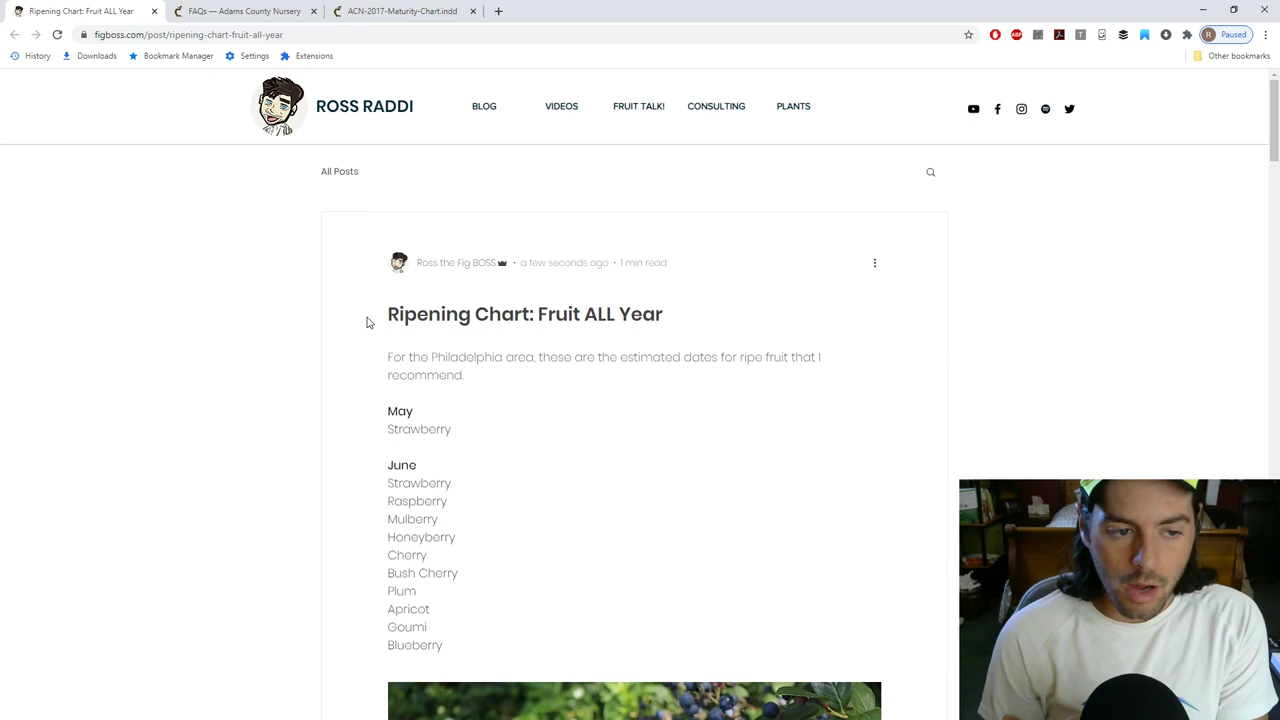 Ripening Chart: Fruit ALL Year
FAQs — Adams County Nursery
ACN-2017-Maturity-Chart.indd
figboss.com/post/ripening-chart-fruit-all-year
Paused
History
Downloads
Bookmark Manager
Settings
Extensions
Other bookmarks
ROSS RADDI
BLOG
VIDEOS
FRUIT TALK!
CONSULTING
PLANTS
All Posts
Ross the Fig BOSS · a few seconds ago · 1 min read
Ripening Chart: Fruit ALL Year
For the Philadelphia area, these are the estimated dates for ripe fruit that I
recommend.
May
Strawberry
June
Strawberry
Raspberry
Mulberry
Honeyberry
Cherry
Bush Cherry
Plum
Apricot
Goumi
Blueberry